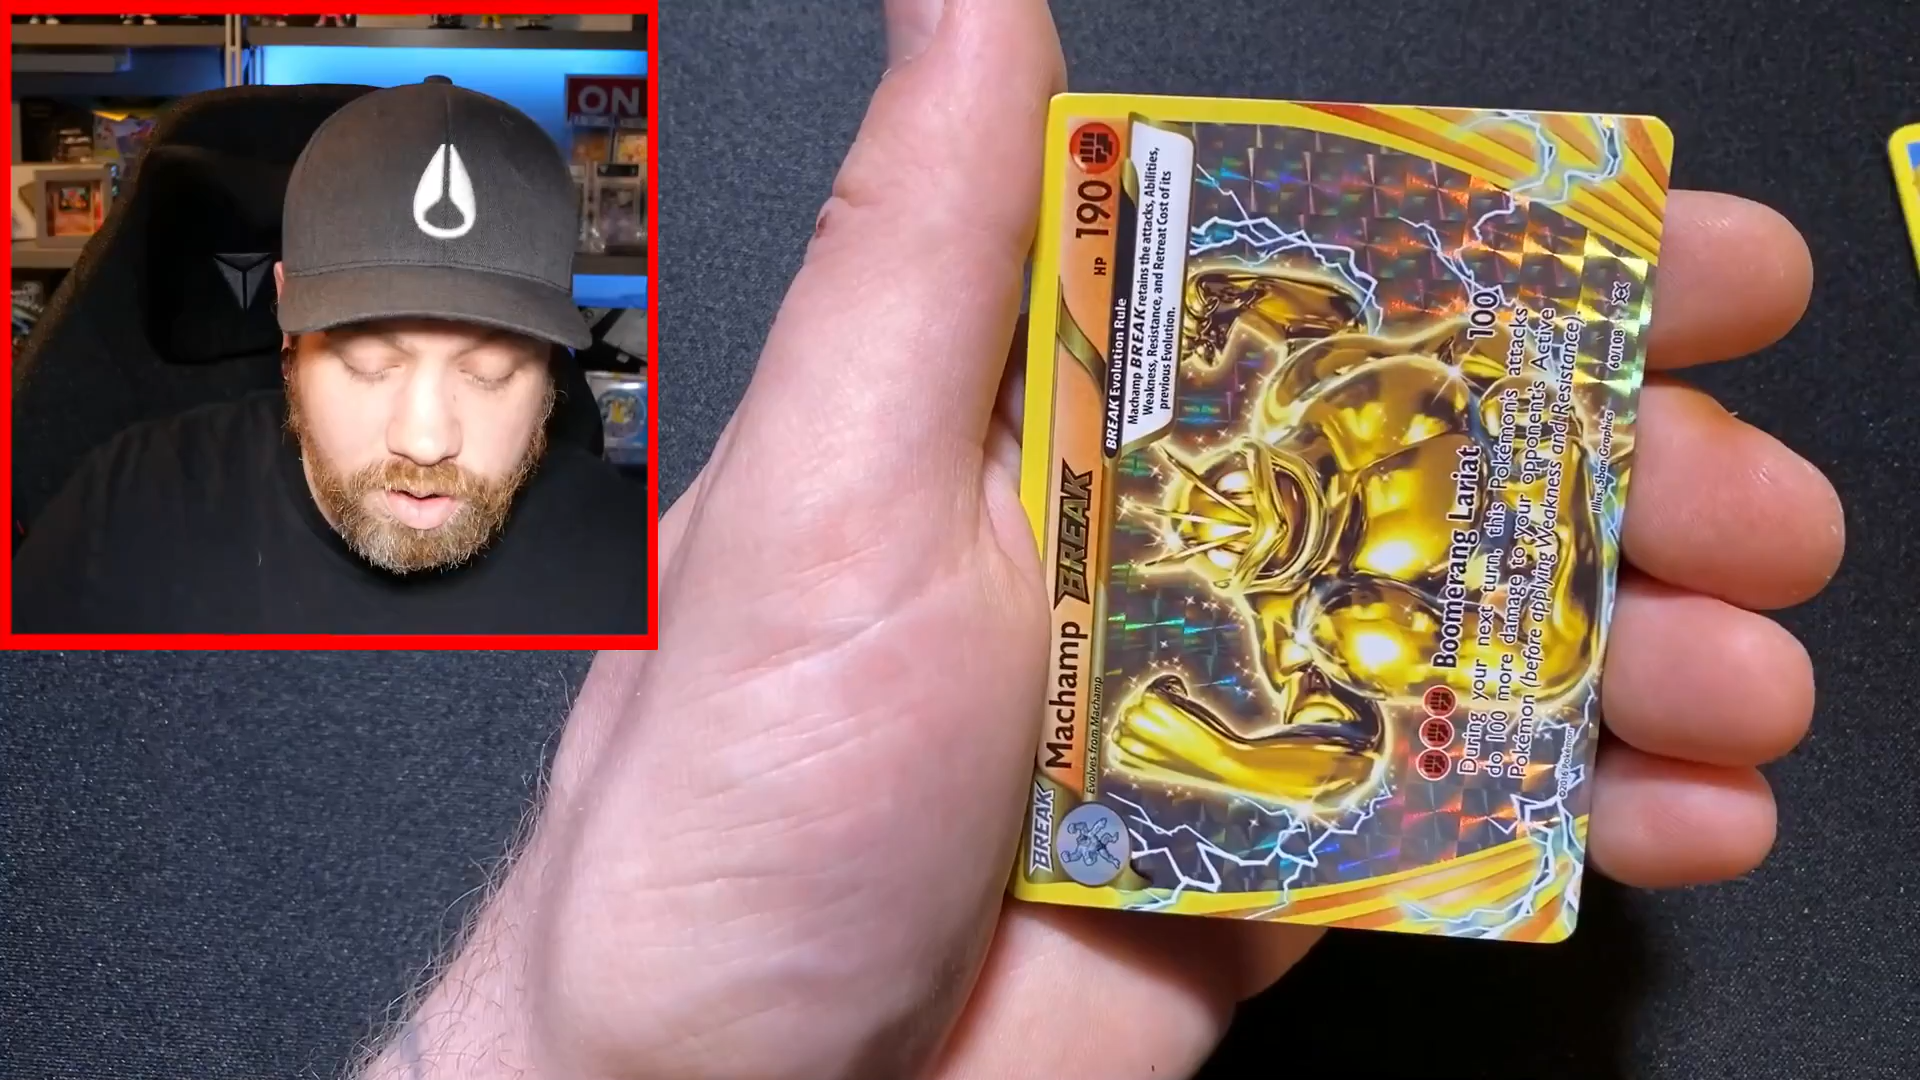 ON
BREAK
Machamp BREAK
HP 190
Evolves from Machamp
BREAK Evolution Rule
Machamp BREAK retains the attacks, Abilities,
Weakness, Resistance, and Retreat Cost of its
previous Evolution.
Boomerang Lariat 100
During your next turn, this Pokémon's attacks
do 100 more damage to your opponent's Active
Pokémon (before applying Weakness and Resistance).
©2016 Pokémon
Illus. 5ban Graphics
60/108